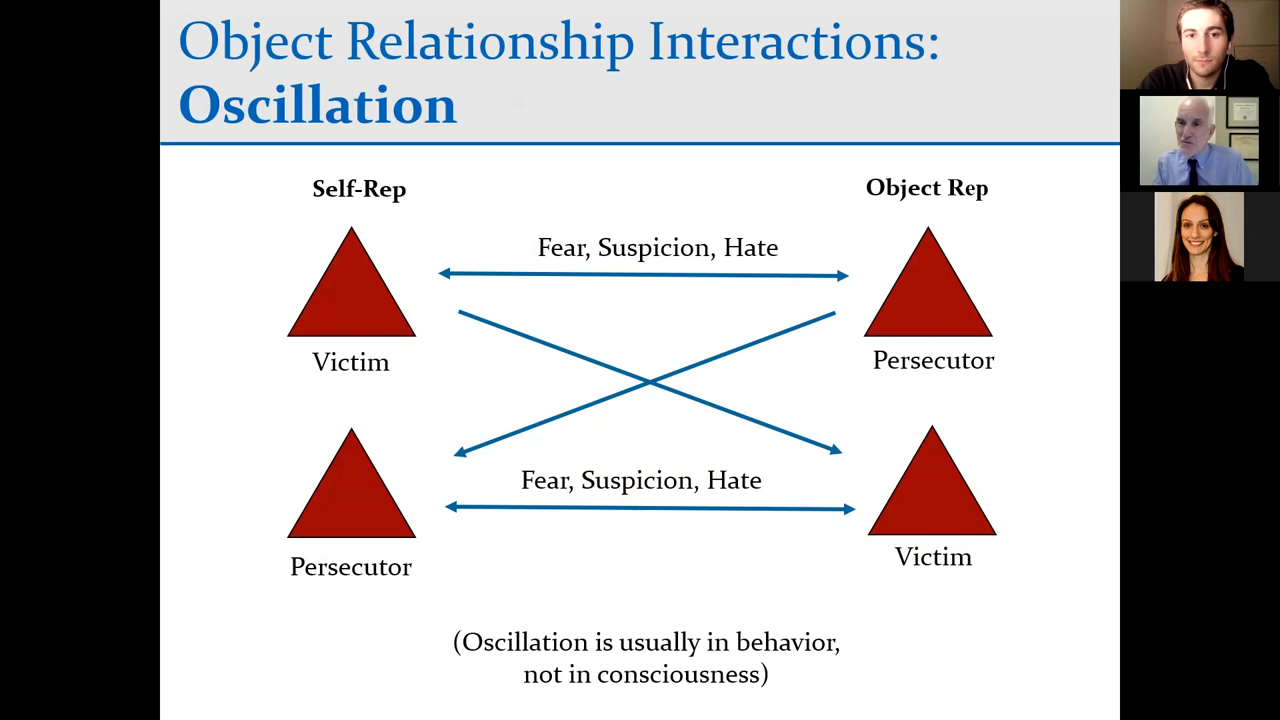 Object Relationship Interactions:
Oscillation
Self-Rep
Object Rep
Fear, Suspicion, Hate
Victim
Persecutor
Fear, Suspicion, Hate
Persecutor
Victim
(Oscillation is usually in behavior,
not in consciousness)